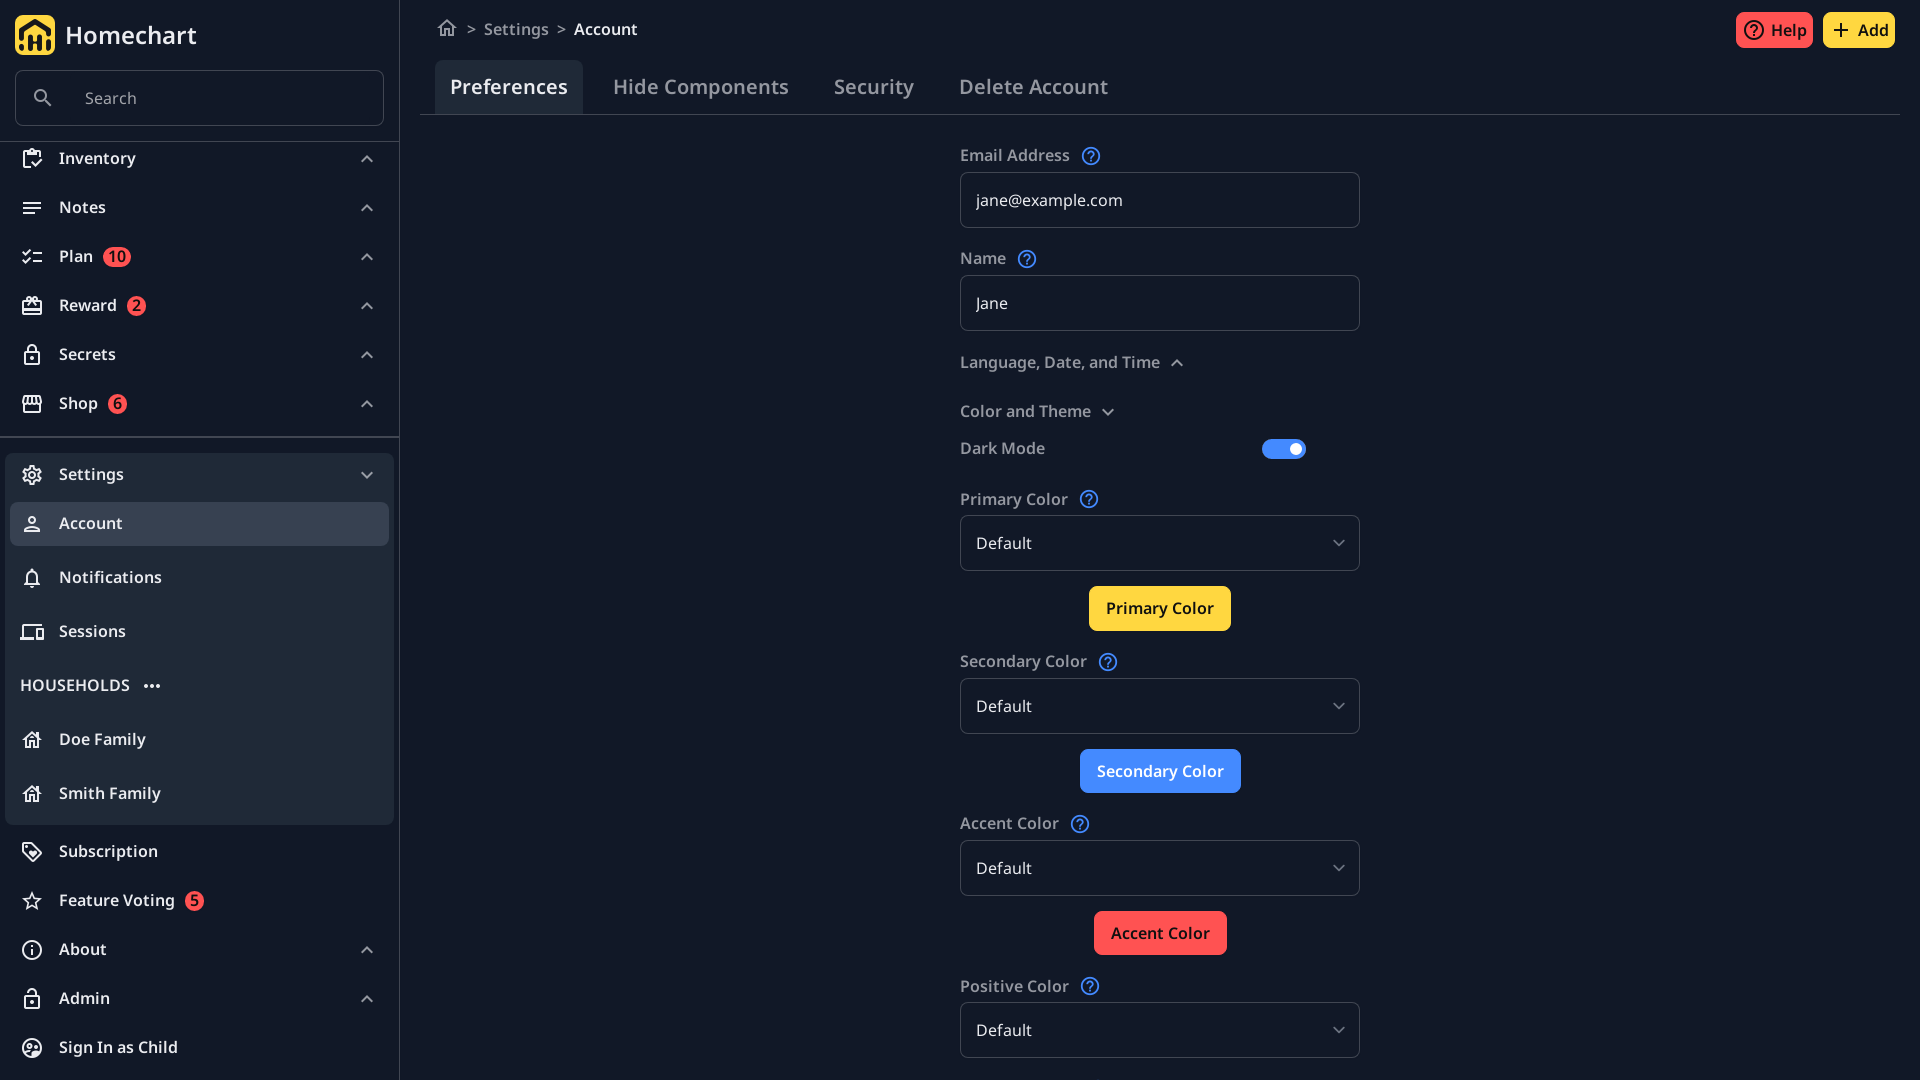 Homechart
Search
Inventory
Notes
Plan 10
Reward 2
Secrets
Shop 6
Settings
Account
Notifications
Sessions
HOUSEHOLDS
Doe Family
Smith Family
Subscription
Feature Voting 5
About
Admin
Sign In as Child
> Settings > Account
Help
Add
Preferences
Hide Components
Security
Delete Account
Email Address
jane@example.com
Name
Jane
Language, Date, and Time
Color and Theme
Dark Mode
Primary Color
Default
Primary Color
Secondary Color
Default
Secondary Color
Accent Color
Default
Accent Color
Positive Color
Default